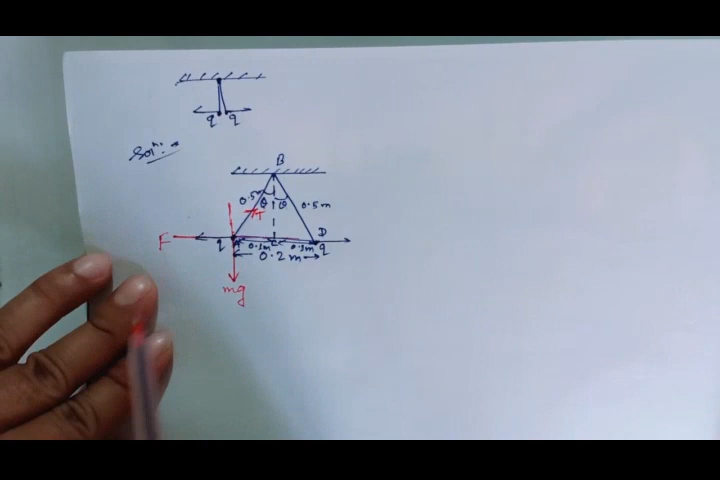 q q
Soln:
B
0.5m θ θ 0.5m
T
F q D
0.1m C 0.1m q
0.2 m
mg